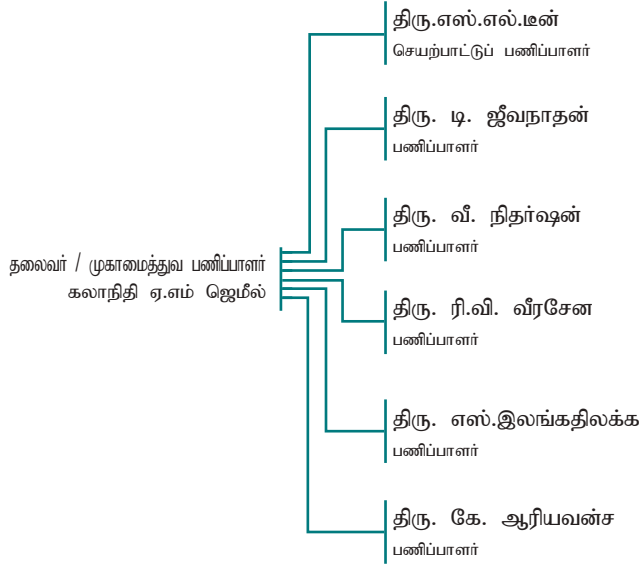 திரு.எஸ்.எல்.டீன்
செயற்பாட்டுப் பணிப்பாளர்
திரு. டி. ஜீவநாதன்
பணிப்பாளர்
திரு. வீ. நிதர்ஷன்
பணிப்பாளர்
தலைவர் / முகாமைத்துவ பணிப்பாளர்
கலாநிதி ஏ.எம் ஜெமீல்
திரு. ரி.வி. வீரசேன
பணிப்பாளர்
திரு. எஸ்.இலங்கதிலக்க
பணிப்பாளர்
திரு. கே. ஆரியவன்ச
பணிப்பாளர்